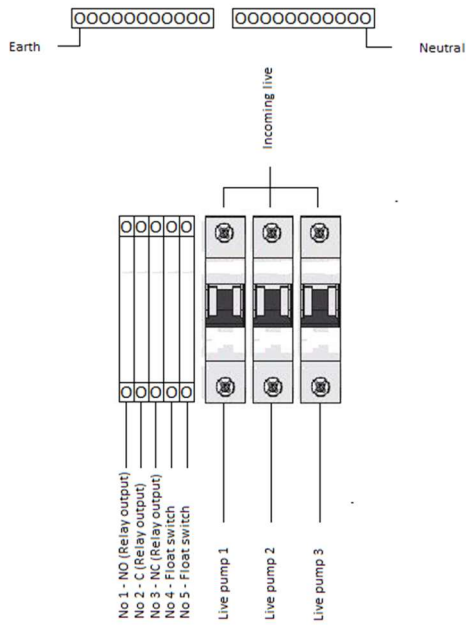 Earth
Neutral
Incoming live
No 1 - NO (Relay output)
No 2 - C (Relay output)
No 3 - NC (Relay output)
No 4 - Float switch
No 5 - Float switch
Live pump 1
Live pump 2
Live pump 3